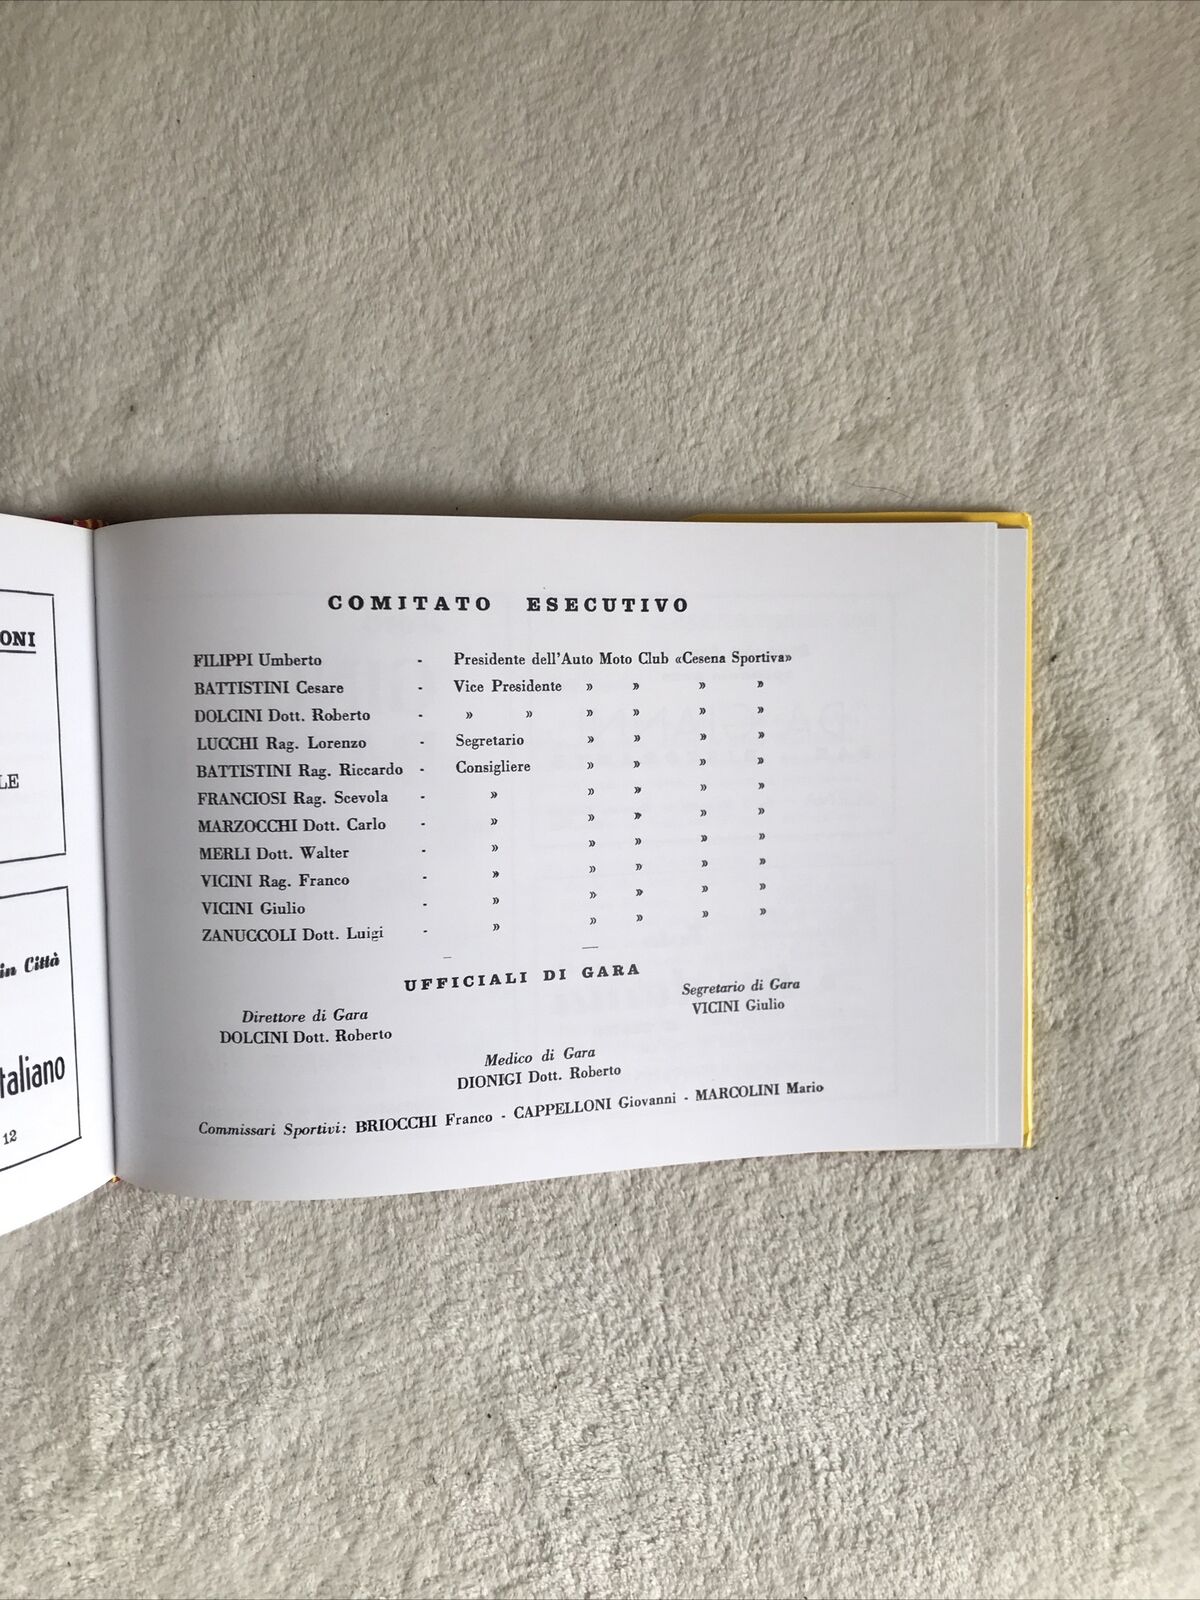 ONI
LE
in Città
taliano
12
COMITATO ESECUTIVO
FILIPPI Umberto - Presidente dell'Auto Moto Club «Cesena Sportiva»
BATTISTINI Cesare - Vice Presidente » » » »
DOLCINI Dott. Roberto - » » » » » »
LUCCHI Rag. Lorenzo - Segretario » » » »
BATTISTINI Rag. Riccardo - Consigliere » » » »
FRANCIOSI Rag. Scevola - » » » » »
MARZOCCHI Dott. Carlo - » » » » »
MERLI Dott. Walter - » » » » »
VICINI Rag. Franco - » » » » »
VICINI Giulio - » » » » »
ZANUCCOLI Dott. Luigi - » » » » »
UFFICIALI DI GARA
Direttore di Gara
DOLCINI Dott. Roberto
Segretario di Gara
VICINI Giulio
Medico di Gara
DIONIGI Dott. Roberto
Commissari Sportivi: BRIOCCHI Franco - CAPPELLONI Giovanni - MARCOLINI Mario